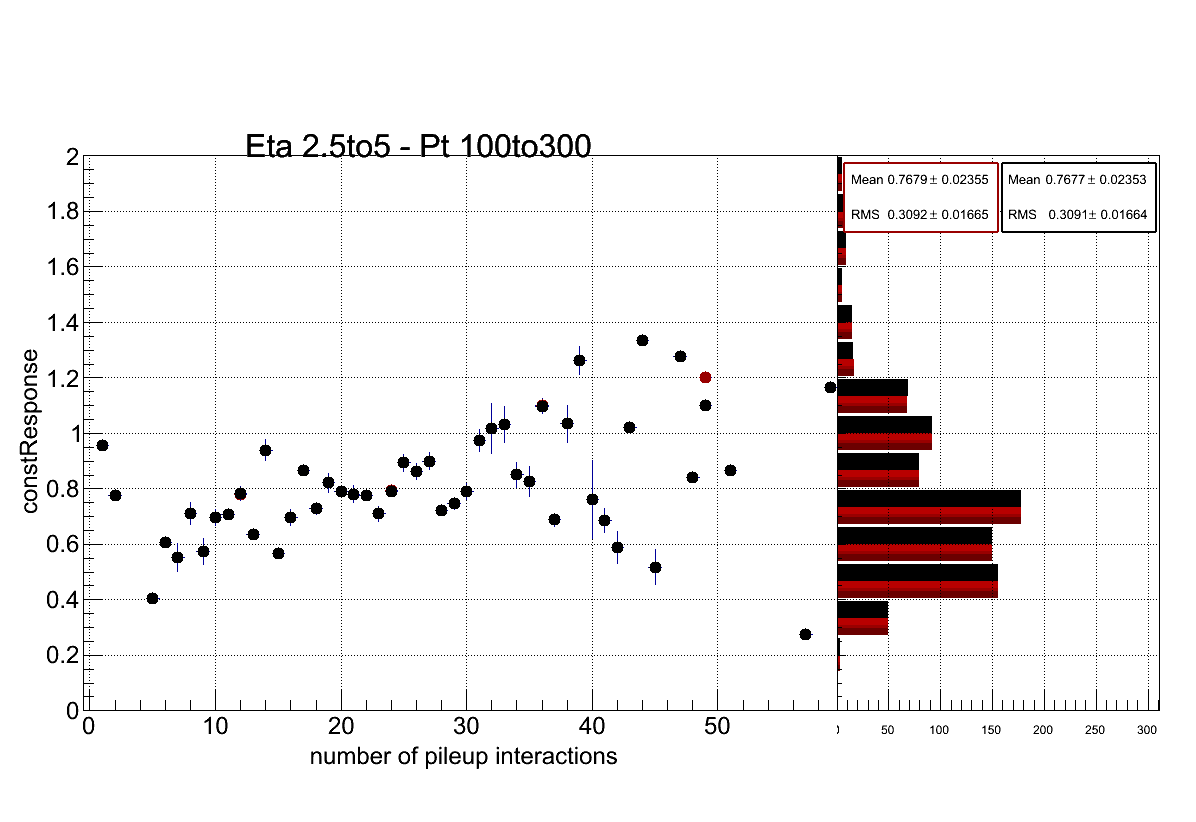 Eta 2.5to5 - Pt 100to300
constResponse
2
1.8
1.6
1.4
1.2
1
0.8
0.6
0.4
0.2
0
0 10 20 30 40 50
number of pileup interactions
Mean 0.7679 ± 0.02355
RMS 0.3092 ± 0.01665
Mean 0.7677 ± 0.02353
RMS 0.3091 ± 0.01664
50 100 150 200 250 300